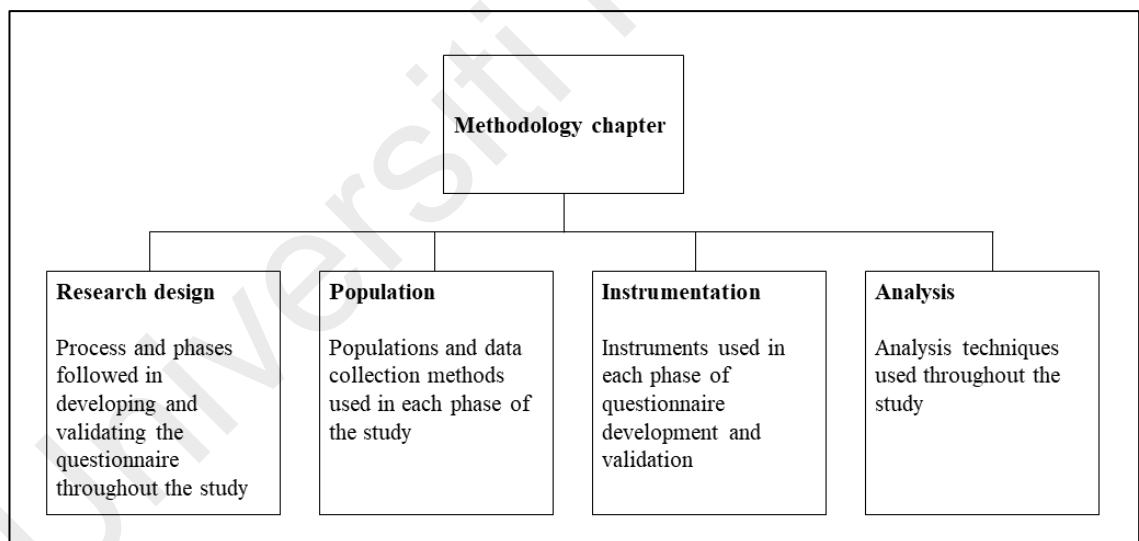 Universiti
Methodology chapter
Research design
Process and phases
followed in
developing and
validating the
questionnaire
throughout the study
Population
Populations and data
collection methods
used in each phase of
the study
Instrumentation
Instruments used in
each phase of
questionnaire
development and
validation
Analysis
Analysis techniques
used throughout the
study